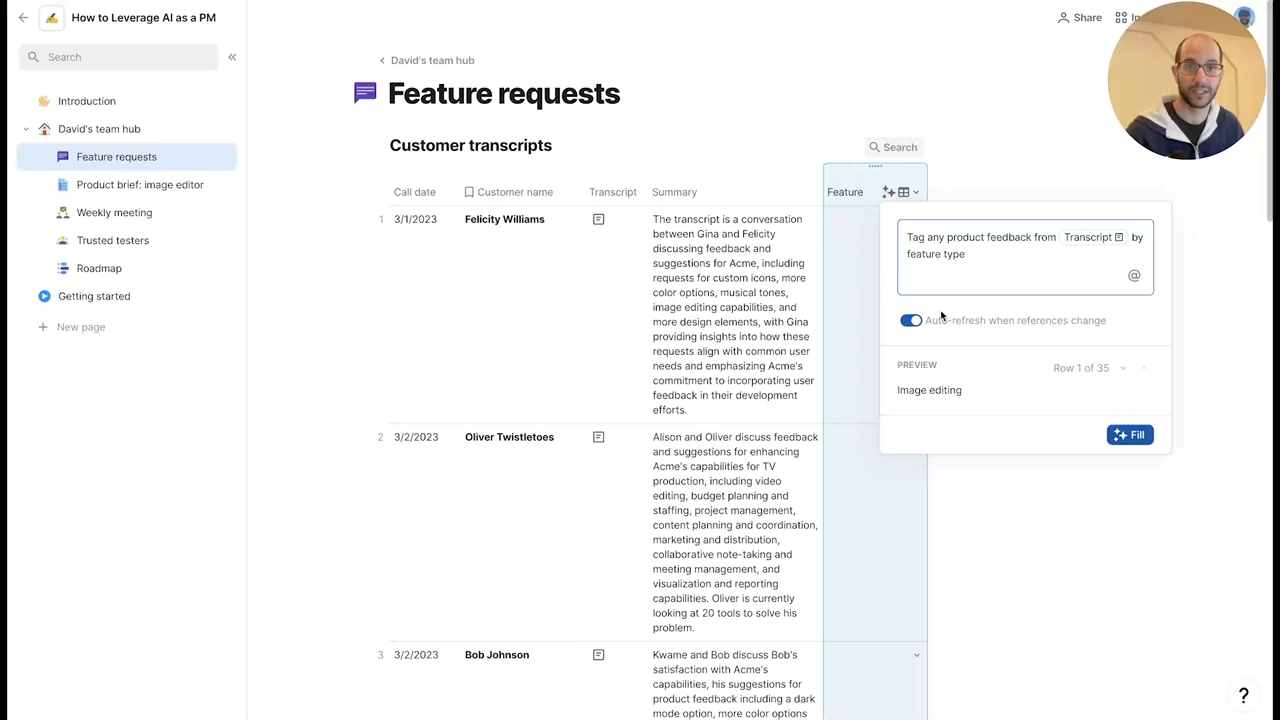 How to Leverage AI as a PM
Share
Search
David's team hub
Introduction
David's team hub
Feature requests
Product brief: image editor
Weekly meeting
Trusted testers
Roadmap
Getting started
New page
Feature requests
Customer transcripts
Search
Call date
Customer name
Transcript
Summary
Feature
1
3/1/2023
Felicity Williams
The transcript is a conversation
between Gina and Felicity
discussing feedback and
suggestions for Acme, including
requests for custom icons, more
color options, musical tones,
image editing capabilities, and
more design elements, with Gina
providing insights into how these
requests align with common user
needs and emphasizing Acme's
commitment to incorporating user
feedback in their development
efforts.
2
3/2/2023
Oliver Twistletoes
Alison and Oliver discuss feedback
and suggestions for enhancing
Acme's capabilities for TV
production, including video
editing, budget planning and
staffing, project management,
content planning and coordination,
marketing and distribution,
collaborative note-taking and
meeting management, and
visualization and reporting
capabilities. Oliver is currently
looking at 20 tools to solve his
problem.
3
3/2/2023
Bob Johnson
Kwame and Bob discuss Bob's
satisfaction with Acme's
capabilities, his suggestions for
product feedback including a dark
mode option, more color options
Tag any product feedback from Transcript by
feature type
@
Auto-refresh when references change
PREVIEW
Row 1 of 35
Image editing
Fill
?